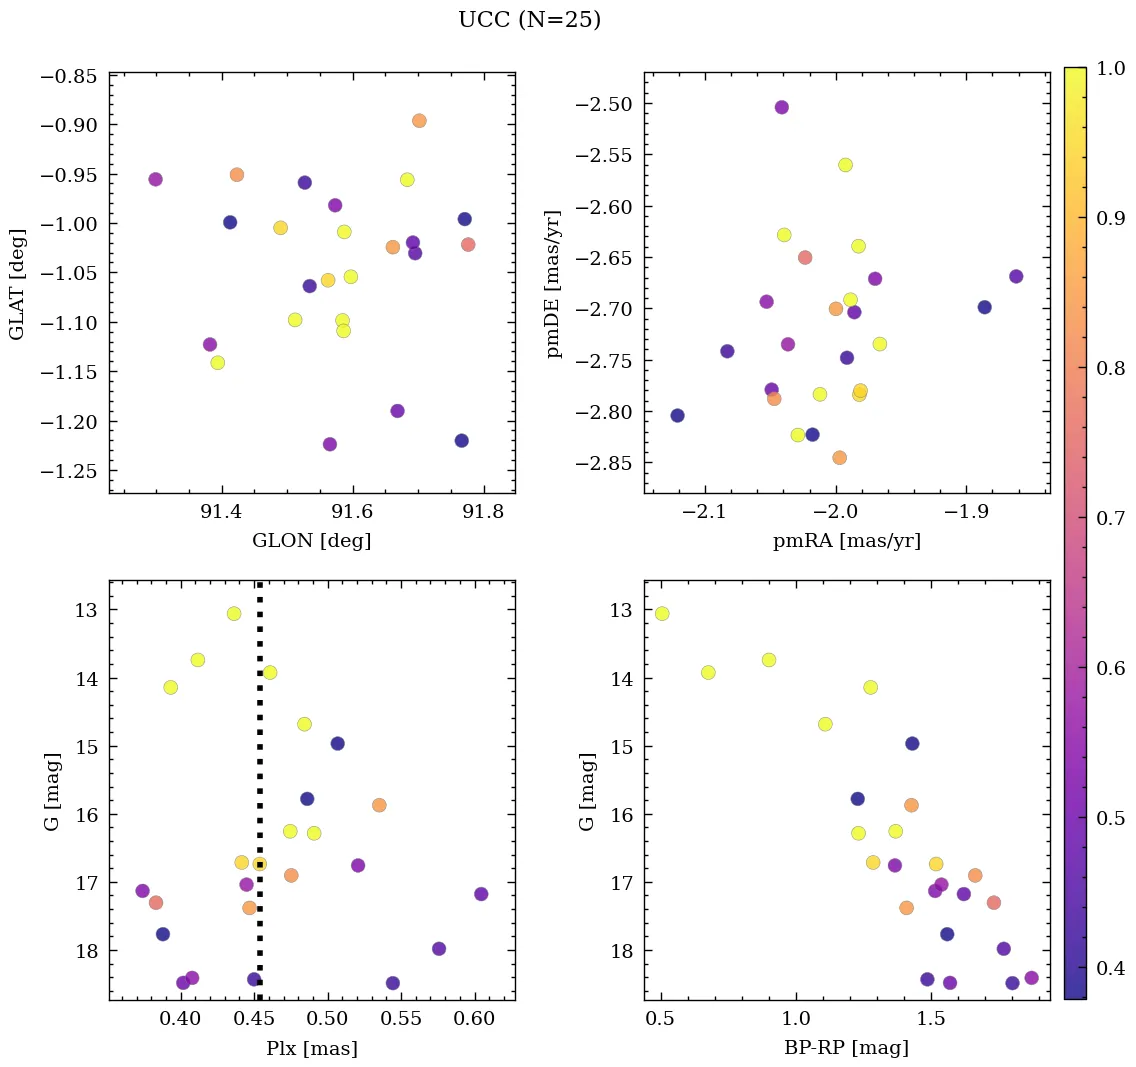 UCC (N=25)
−0.85
−0.90
−0.95
−1.00
−1.05
−1.10
−1.15
−1.20
−1.25
GLAT [deg]
91.4 91.6 91.8
GLON [deg]
−2.50
−2.55
−2.60
−2.65
−2.70
−2.75
−2.80
−2.85
pmDE [mas/yr]
−2.1 −2.0 −1.9
pmRA [mas/yr]
13
14
15
16
17
18
G [mag]
0.40 0.45 0.50 0.55 0.60
Plx [mas]
13
14
15
16
17
18
G [mag]
0.5 1.0 1.5
BP-RP [mag]
1.0
0.9
0.8
0.7
0.6
0.5
0.4